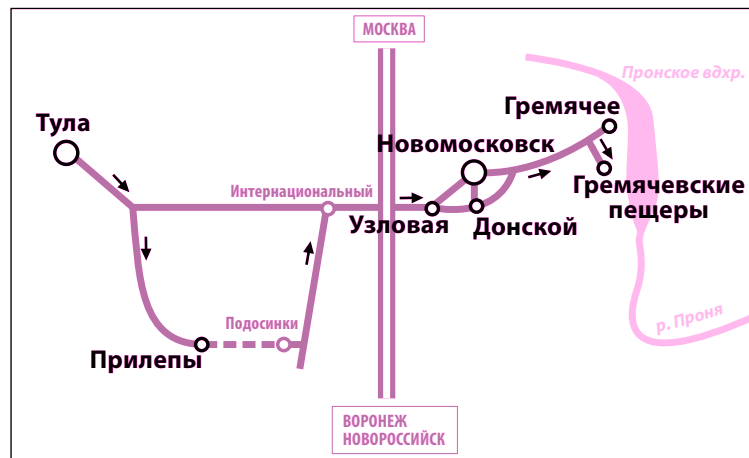 МОСКВА
Пронское вдхр.
Гремячее
Тула
Новомосковск
Интернациональный
Гремячевские
пещеры
Узловая
Донской
Подосинки
р. Проня
Прилепы
ВОРОНЕЖ
НОВОРОССИЙСК